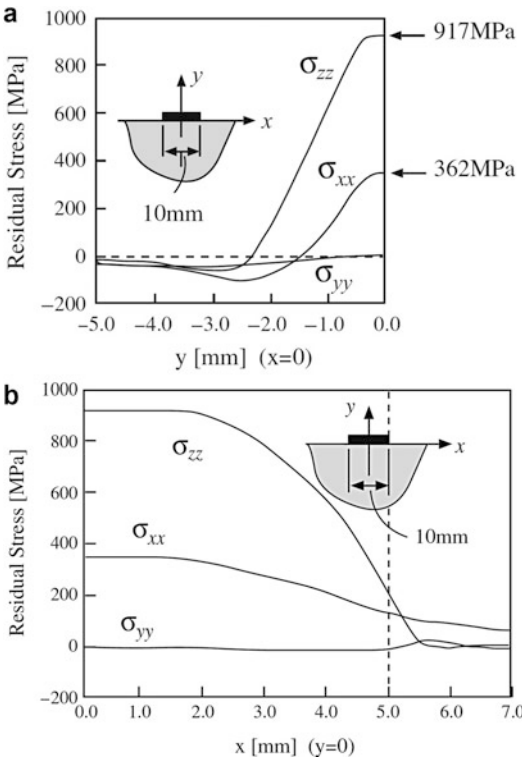 a
1000
800
600
400
200
0
−200
Residual Stress [MPa]
917MPa
362MPa
σzz
σxx
σyy
y
x
10mm
−5.0 −4.0 −3.0 −2.0 −1.0 0.0
y [mm] (x=0)
b
1000
800
600
400
200
0
−200
Residual Stress [MPa]
σzz
σxx
σyy
y
x
10mm
0.0 1.0 2.0 3.0 4.0 5.0 6.0 7.0
x [mm] (y=0)